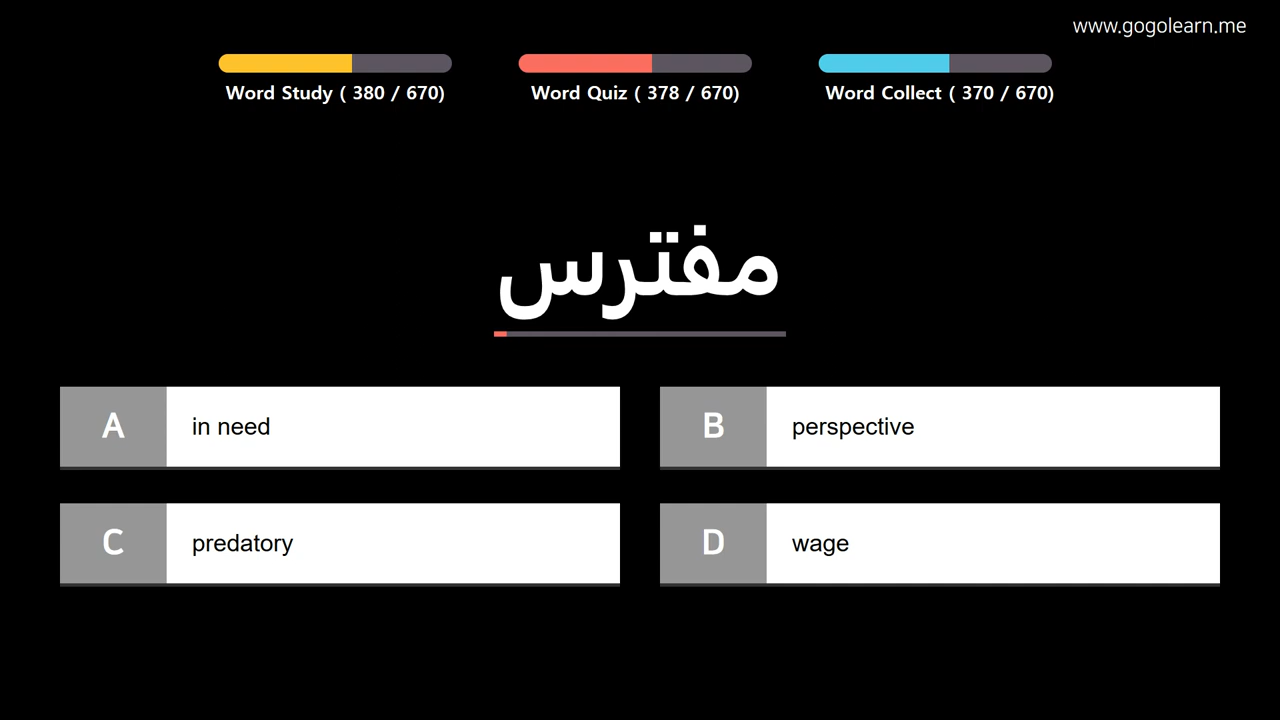 www.gogolearn.me
Word Study ( 380 / 670)
Word Quiz ( 378 / 670)
Word Collect ( 370 / 670)
مفترس
A in need
B perspective
C predatory
D wage